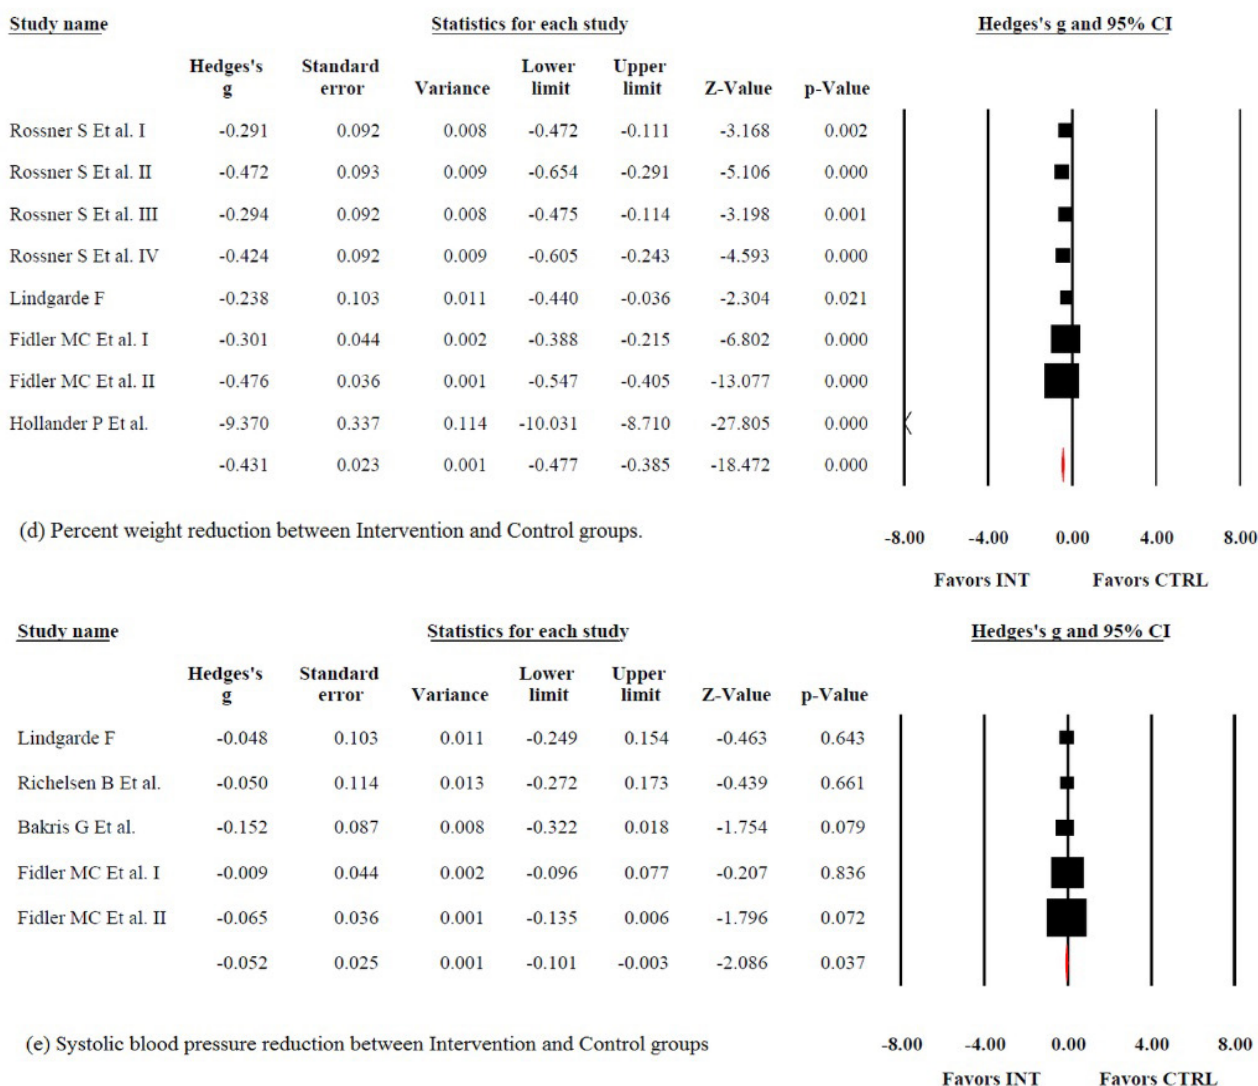 Study name Statistics for each study Hedges's g and 95% CI
Hedges's g Standard error Variance Lower limit Upper limit Z-Value p-Value
Rossner S Et al. I -0.291 0.092 0.008 -0.472 -0.111 -3.168 0.002
Rossner S Et al. II -0.472 0.093 0.009 -0.654 -0.291 -5.106 0.000
Rossner S Et al. III -0.294 0.092 0.008 -0.475 -0.114 -3.198 0.001
Rossner S Et al. IV -0.424 0.092 0.009 -0.605 -0.243 -4.593 0.000
Lindgarde F -0.238 0.103 0.011 -0.440 -0.036 -2.304 0.021
Fidler MC Et al. I -0.301 0.044 0.002 -0.388 -0.215 -6.802 0.000
Fidler MC Et al. II -0.476 0.036 0.001 -0.547 -0.405 -13.077 0.000
Hollander P Et al. -9.370 0.337 0.114 -10.031 -8.710 -27.805 0.000
-0.431 0.023 0.001 -0.477 -0.385 -18.472 0.000
(d) Percent weight reduction between Intervention and Control groups.
-8.00 -4.00 0.00 4.00 8.00
Favors INT Favors CTRL
Study name Statistics for each study Hedges's g and 95% CI
Hedges's g Standard error Variance Lower limit Upper limit Z-Value p-Value
Lindgarde F -0.048 0.103 0.011 -0.249 0.154 -0.463 0.643
Richelsen B Et al. -0.050 0.114 0.013 -0.272 0.173 -0.439 0.661
Bakris G Et al. -0.152 0.087 0.008 -0.322 0.018 -1.754 0.079
Fidler MC Et al. I -0.009 0.044 0.002 -0.096 0.077 -0.207 0.836
Fidler MC Et al. II -0.065 0.036 0.001 -0.135 0.006 -1.796 0.072
-0.052 0.025 0.001 -0.101 -0.003 -2.086 0.037
(e) Systolic blood pressure reduction between Intervention and Control groups
-8.00 -4.00 0.00 4.00 8.00
Favors INT Favors CTRL